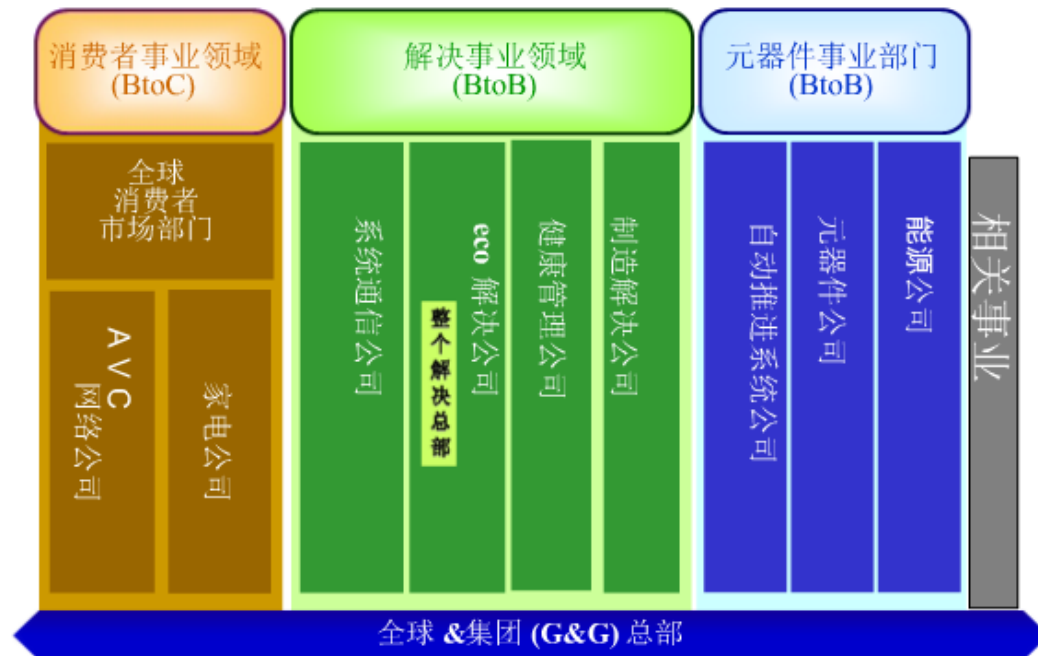 消费者事业领域
(BtoC)
解决事业领域
(BtoB)
元器件事业部门
(BtoB)
全球
消费者
市场部门
AVC
网络公司
家电公司
系统通信公司
eco 解决公司
整个解决总部
健康管理公司
制造解决公司
自动推进系统公司
元器件公司
能源公司
相关事业
全球 &集团 (G&G) 总部